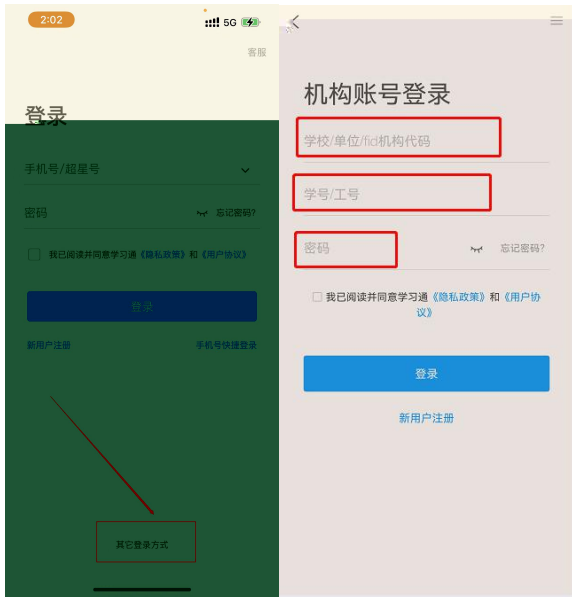 2:02
5G
客服
登录
手机号/超星号
密码
忘记密码?
我已阅读并同意学习通《隐私政策》和《用户协议》
登录
新用户注册
手机号快捷登录
其它登录方式
机构账号登录
学校/单位/fid机构代码
学号/工号
密码
忘记密码?
我已阅读并同意学习通《隐私政策》和《用户协
议》
登录
新用户注册